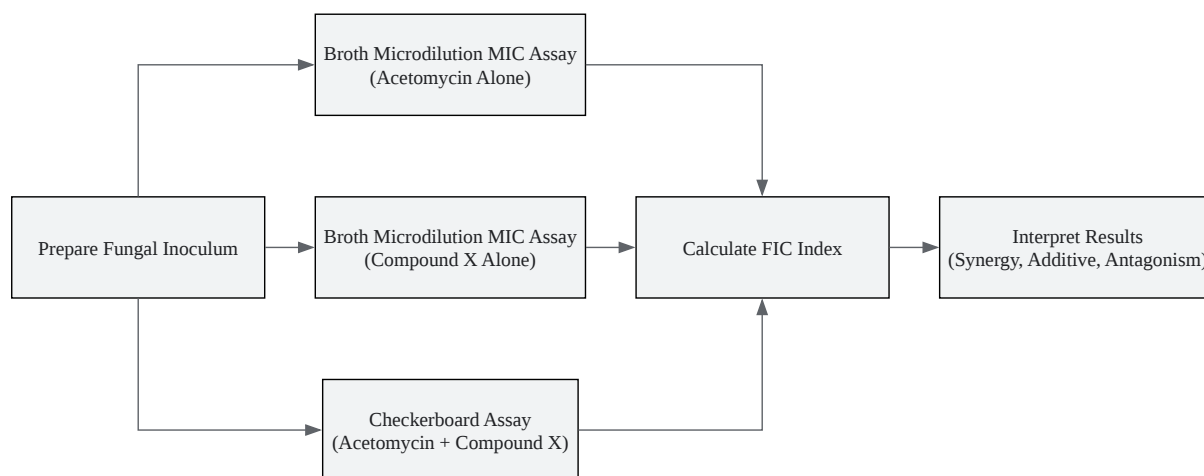 Broth Microdilution MIC Assay
(Acetomycin Alone)
Prepare Fungal Inoculum
Broth Microdilution MIC Assay
(Compound X Alone)
Calculate FIC Index
Interpret Results
(Synergy, Additive, Antagonism)
Checkerboard Assay
(Acetomycin + Compound X)